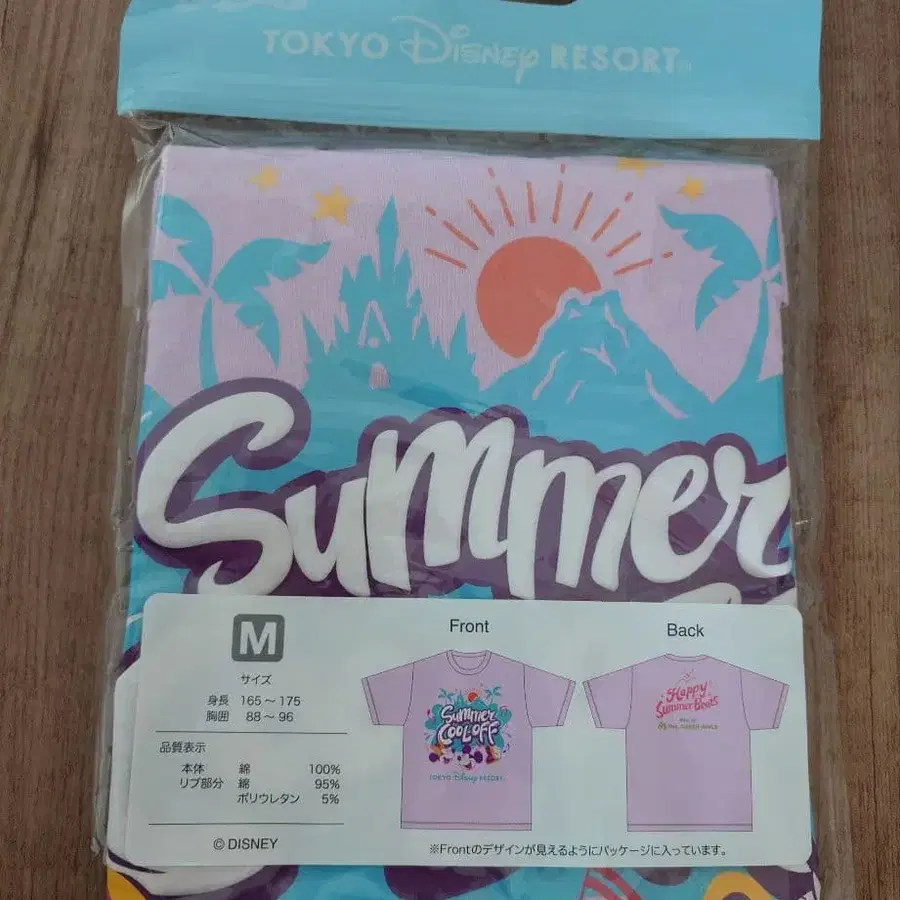 TOKYO Disney RESORT®
Summer
M
サイズ
身長 165～175
胸囲 88～96
品質表示
本体 綿 100%
リブ部分 綿 95%
ポリウレタン 5%
© DISNEY
Front
Summer
COOL-OFF
TOKYO Disney RESORT
Back
Happy
Summer Beats
※Frontのデザインが見えるようにパッケージに入っています。